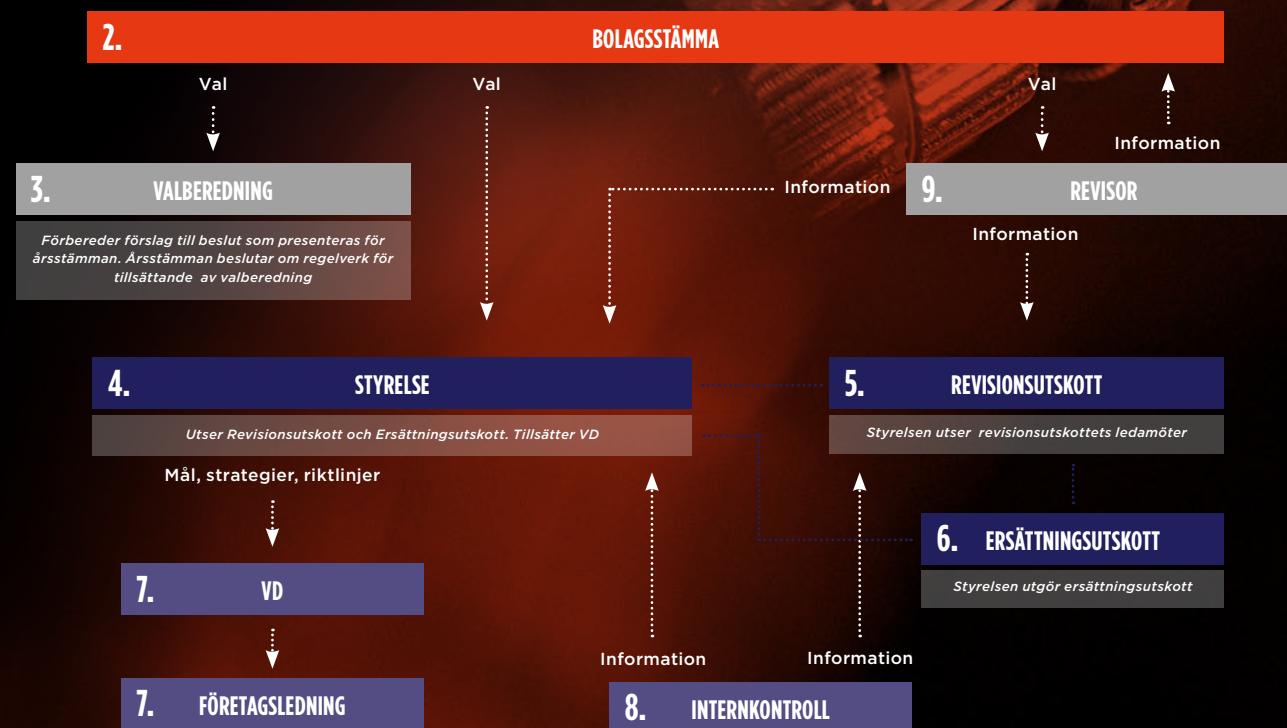 2. BOLAGSSTÄMMA
Val
Val
Val
Information
3. VALBEREDNING
Information
9. REVISOR
Förbereder förslag till beslut som presenteras för
årsstämman. Årsstämman beslutar om regelverk för
tillsättande av valberedning
Information
4. STYRELSE
5. REVISIONSUTSKOTT
Utser Revisionsutskott och Ersättningsutskott. Tillsätter VD
Styrelsen utser revisionsutskottets ledamöter
Mål, strategier, riktlinjer
6. ERSÄTTNINGSUTSKOTT
Styrelsen utgör ersättningsutskott
7. VD
Information
Information
7. FÖRETAGSLEDNING
8. INTERNKONTROLL